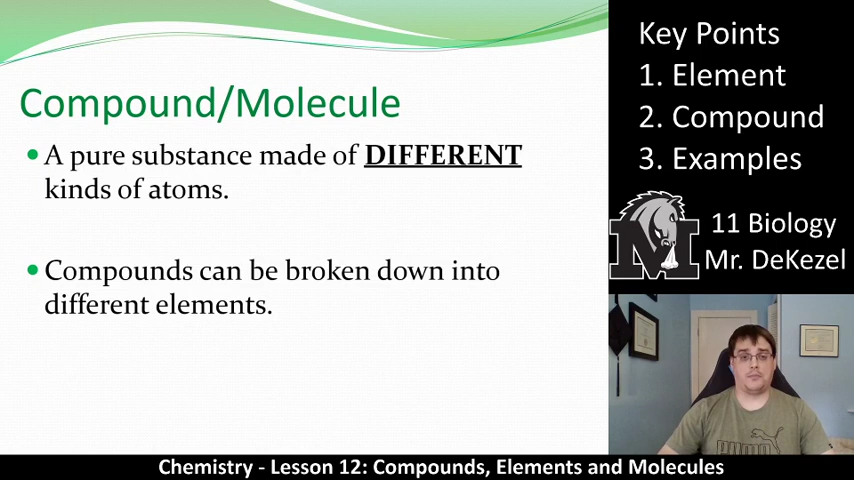 Compound/Molecule
• A pure substance made of DIFFERENT
kinds of atoms.
• Compounds can be broken down into
different elements.
Key Points
1. Element
2. Compound
3. Examples
M
11 Biology
Mr. DeKezel
Chemistry - Lesson 12: Compounds, Elements and Molecules